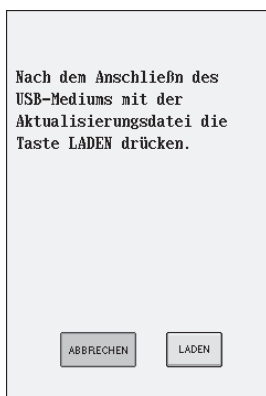 Nach dem Anschließn des
USB-Mediums mit der
Aktualisierungsdatei die
Taste LADEN drücken.
ABBRECHEN LADEN